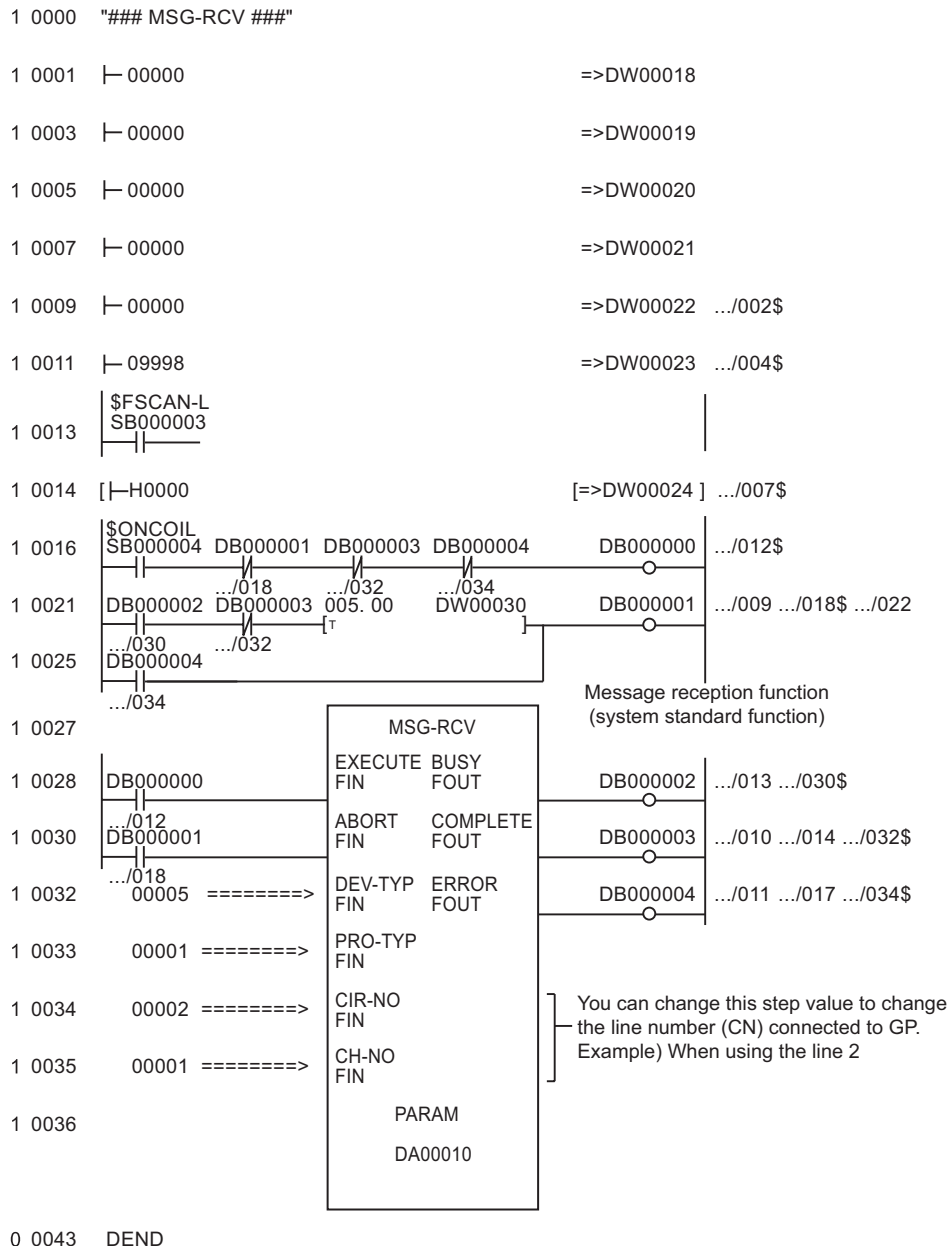 1 0000 "### MSG-RCV ###"
1 0001 00000 =>DW00018
1 0003 00000 =>DW00019
1 0005 00000 =>DW00020
1 0007 00000 =>DW00021
1 0009 00000 =>DW00022 .../002$
1 0011 09998 =>DW00023 .../004$
$FSCAN-L
SB000003
1 0013
1 0014 [ H0000 [=>DW00024 ] .../007$
$ONCOIL
1 0016 SB000004 DB000001 DB000003 DB000004 DB000000 .../012$
.../018 .../032 .../034
1 0021 DB000002 DB000003 005. 00 DW00030 DB000001 .../009 .../018$ .../022
[T ]
.../030 .../032
1 0025 DB000004
.../034
Message reception function
(system standard function)
1 0027 MSG-RCV
EXECUTE BUSY
1 0028 DB000000 FIN FOUT DB000002 .../013 .../030$
.../012
ABORT COMPLETE
1 0030 DB000001 FIN FOUT DB000003 .../010 .../014 .../032$
.../018
DEV-TYP ERROR
1 0032 00005 ========> FIN FOUT DB000004 .../011 .../017 .../034$
PRO-TYP
1 0033 00001 ========> FIN
CIR-NO
1 0034 00002 ========> FIN
You can change this step value to change
the line number (CN) connected to GP.
Example) When using the line 2
CH-NO
1 0035 00001 ========> FIN
1 0036 PARAM
DA00010
0 0043 DEND